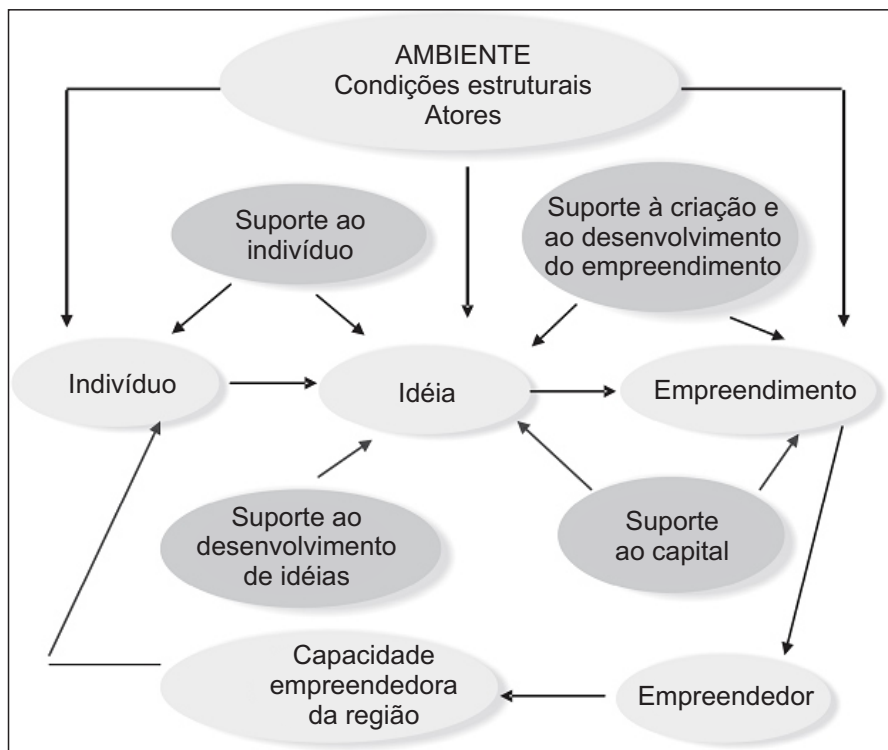 AMBIENTE
Condições estruturais
Atores
Suporte ao
indivíduo
Suporte à criação e
ao desenvolvimento
do empreendimento
Indivíduo
Idéia
Empreendimento
Suporte ao
desenvolvimento
de idéias
Suporte
ao capital
Capacidade
empreendedora
da região
Empreendedor